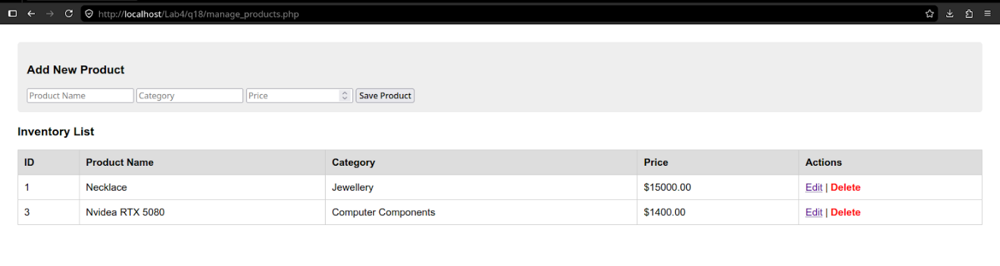 http://localhost/Lab4/q18/manage_products.php
Add New Product
Product Name Category Price Save Product
Inventory List
ID Product Name Category Price Actions
1 Necklace Jewellery $15000.00 Edit | Delete
3 Nvidea RTX 5080 Computer Components $1400.00 Edit | Delete